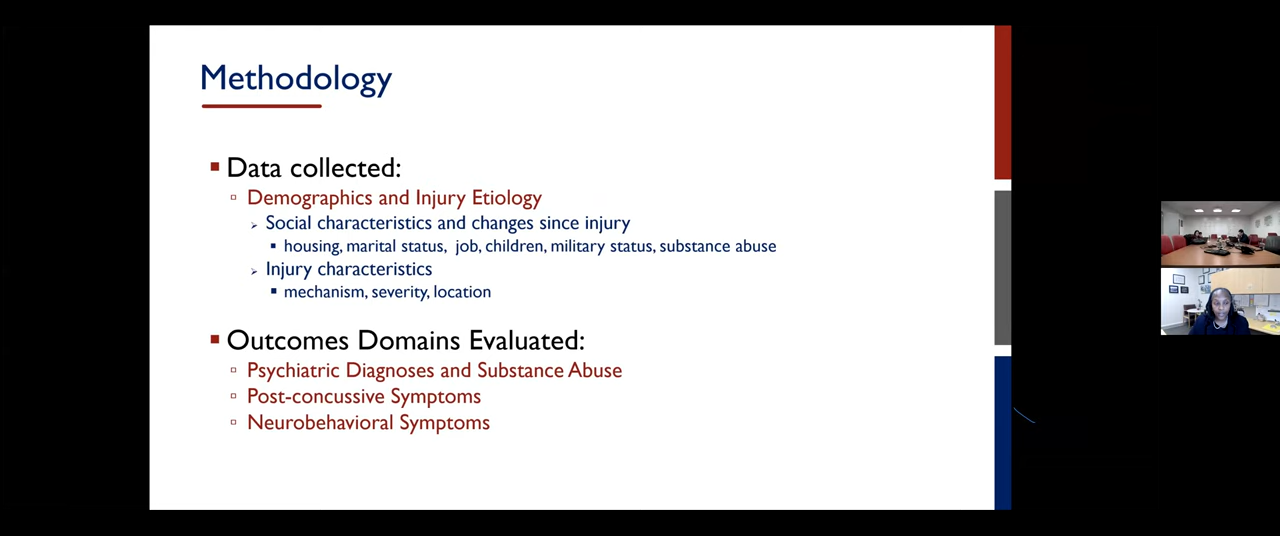 Methodology
Data collected:
Demographics and Injury Etiology
Social characteristics and changes since injury
housing, marital status, job, children, military status, substance abuse
Injury characteristics
mechanism, severity, location
Outcomes Domains Evaluated:
Psychiatric Diagnoses and Substance Abuse
Post-concussive Symptoms
Neurobehavioral Symptoms